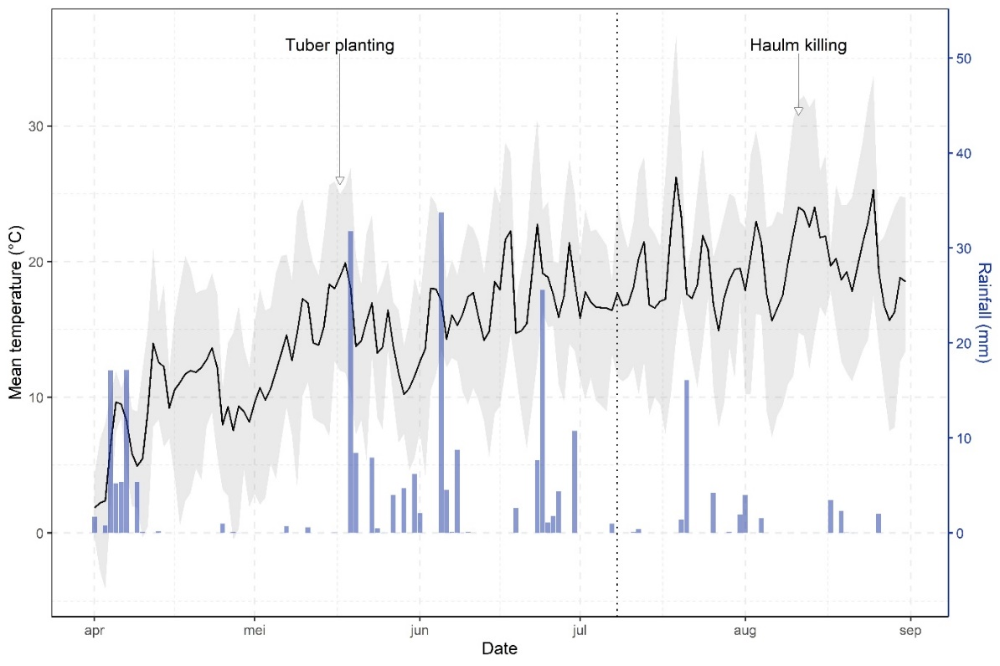 Tuber planting
Haulm killing
Mean temperature (°C)
30
20
10
0
50
40
30
20
10
0
Rainfall (mm)
apr
mei
jun
jul
aug
sep
Date